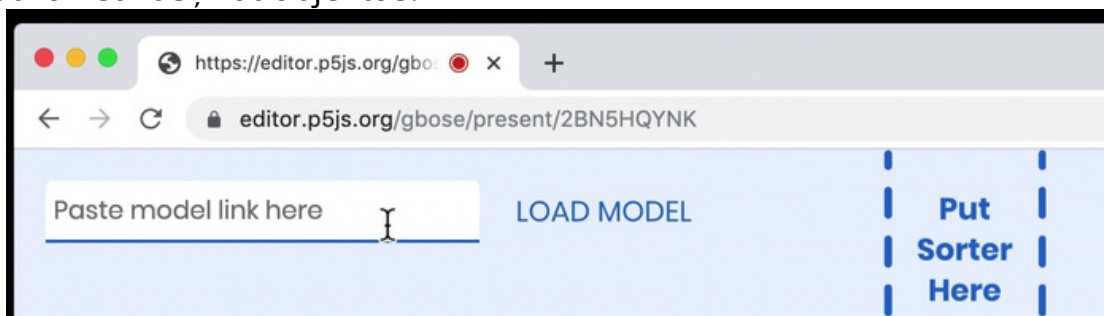 https://editor.p5js.org/gbo
editor.p5js.org/gbose/present/2BN5HQYNK
Paste model link here
LOAD MODEL
Put
Sorter
Here